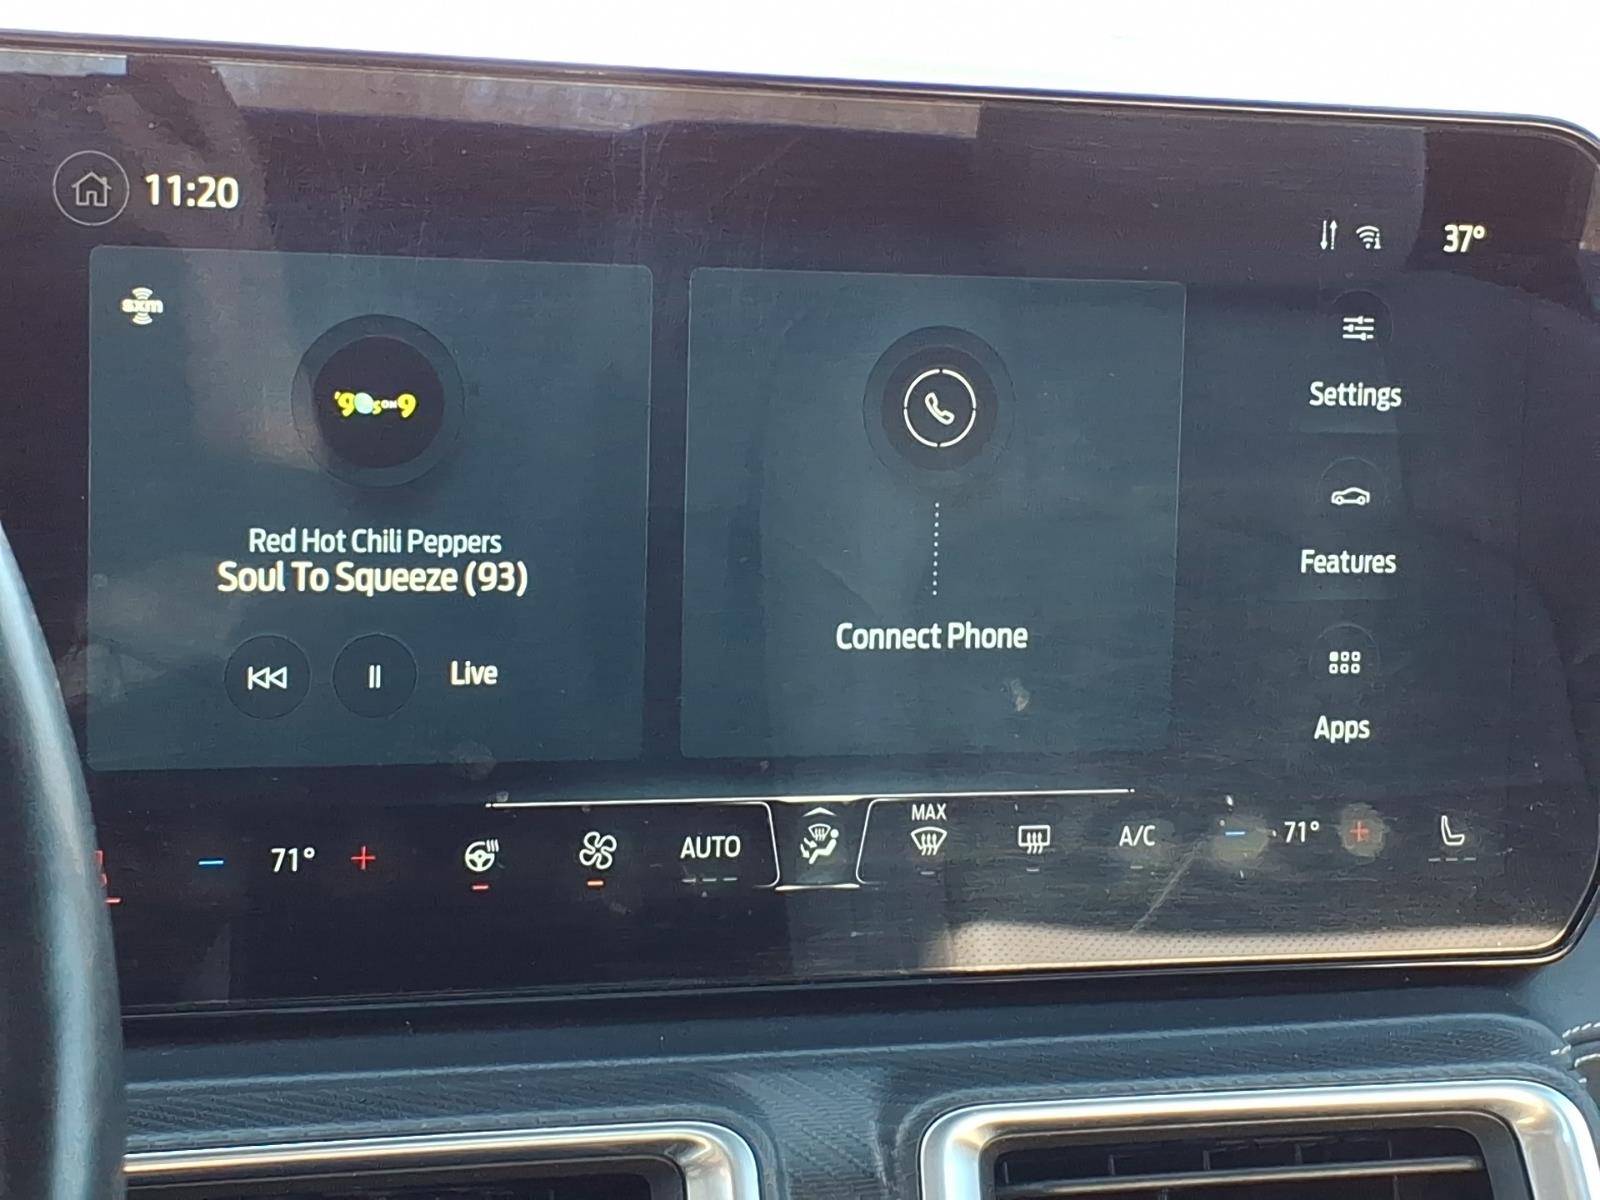 11:20
37°
sxm
'90s ON 9
Red Hot Chili Peppers
Soul To Squeeze (93)
Live
Connect Phone
Settings
Features
Apps
71°
AUTO
MAX
A/C
71°